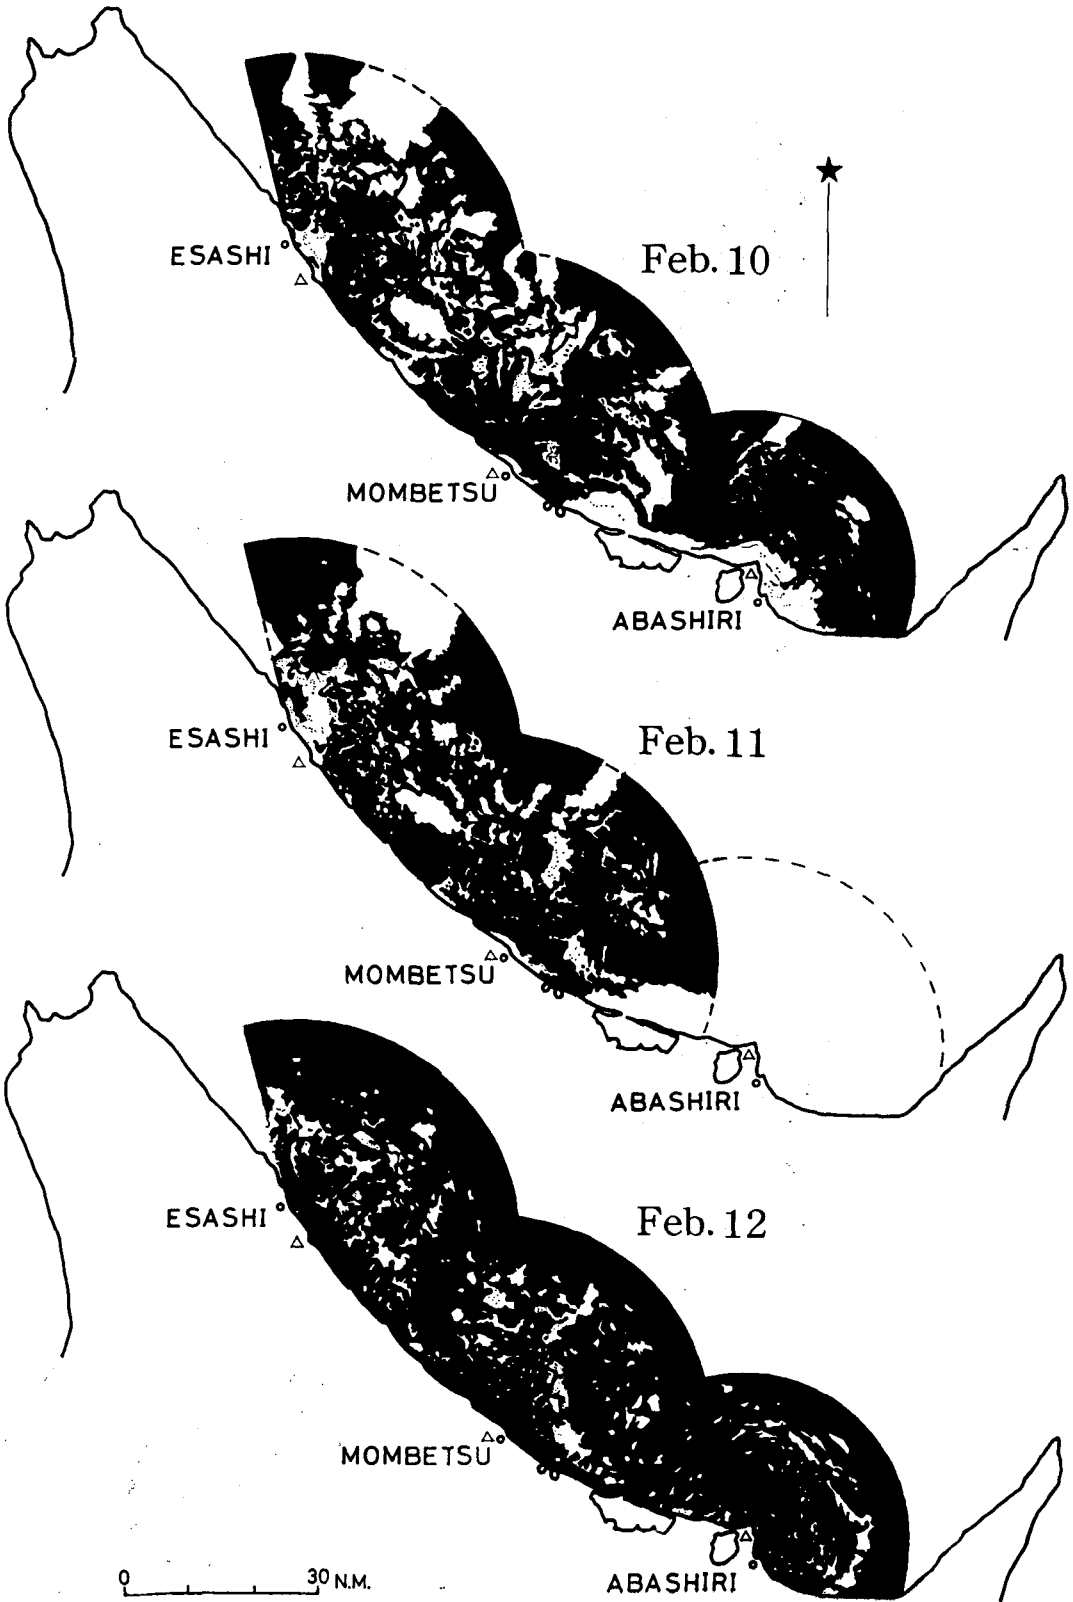 Feb. 10
ESASHI
MOMBETSU
ABASHIRI
Feb. 11
ESASHI
MOMBETSU
ABASHIRI
Feb. 12
ESASHI
MOMBETSU
ABASHIRI
0 30 N.M.